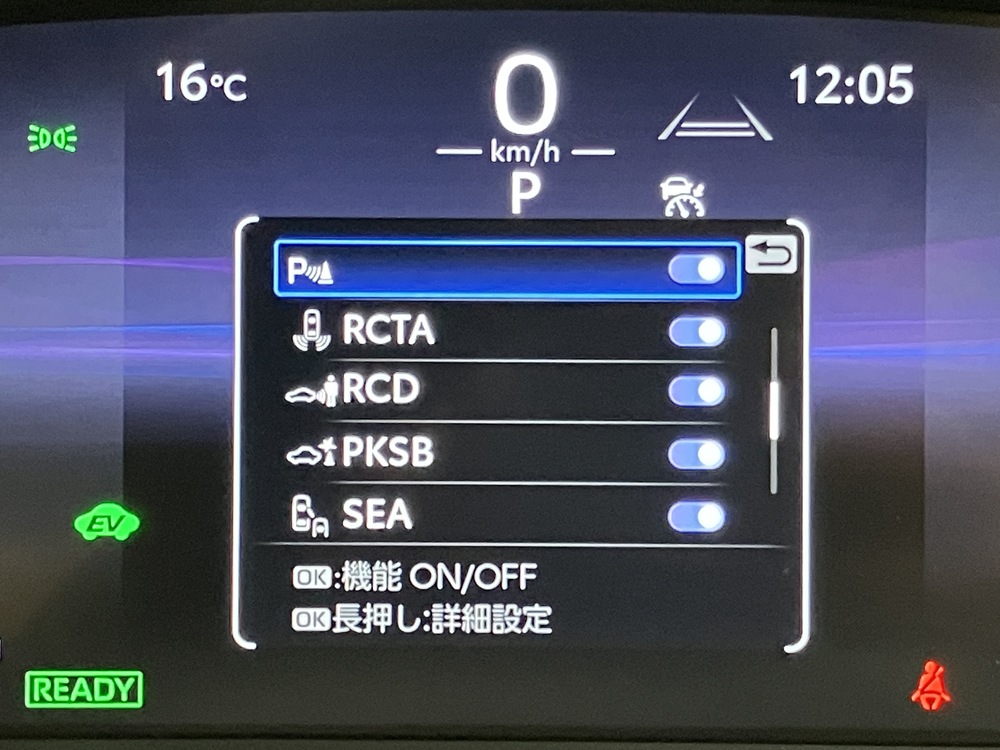 16℃
0
12:05
km/h
P
P
RCTA
RCD
PKSB
SEA
EV
OK:機能 ON/OFF
OK長押し:詳細設定
READY